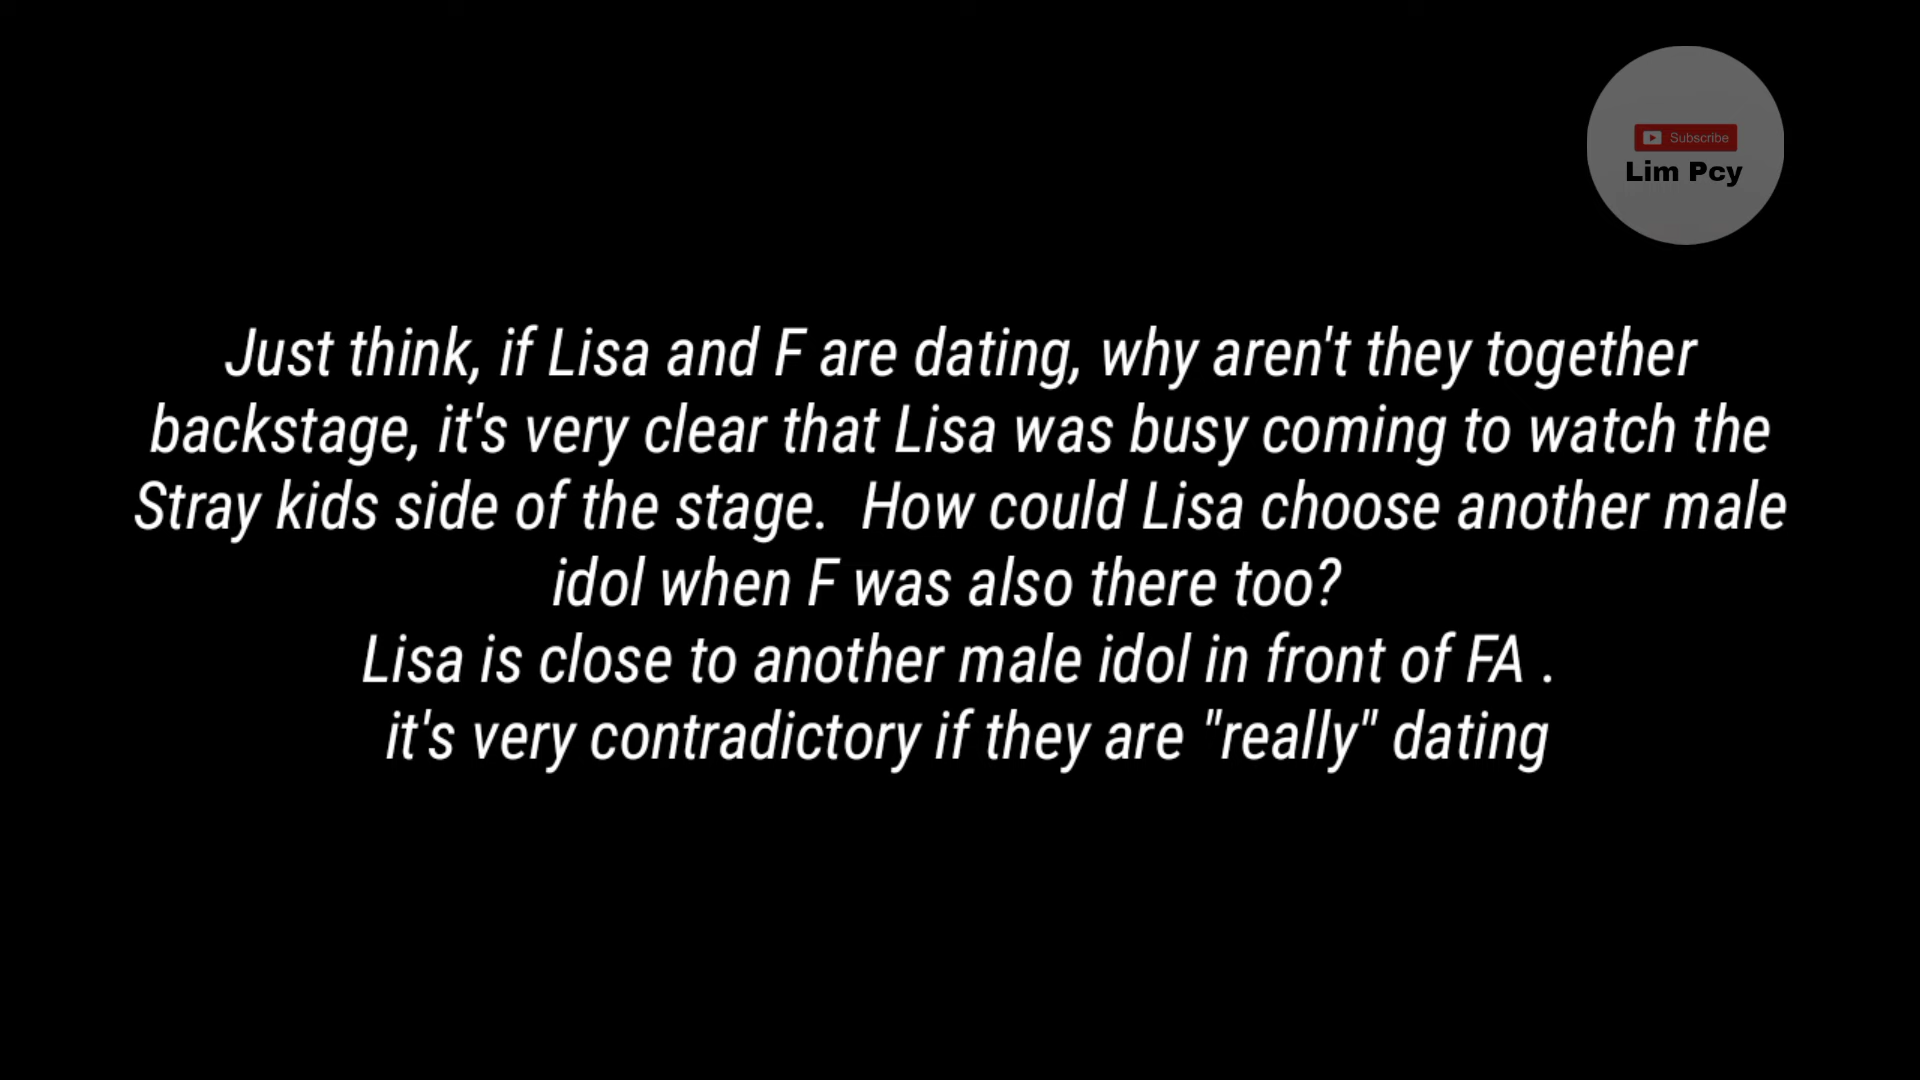 Subscribe
Lim Pcy
Just think, if Lisa and F are dating, why aren't they together
backstage, it's very clear that Lisa was busy coming to watch the
Stray kids side of the stage.  How could Lisa choose another male
idol when F was also there too?
Lisa is close to another male idol in front of FA .
it's very contradictory if they are "really" dating